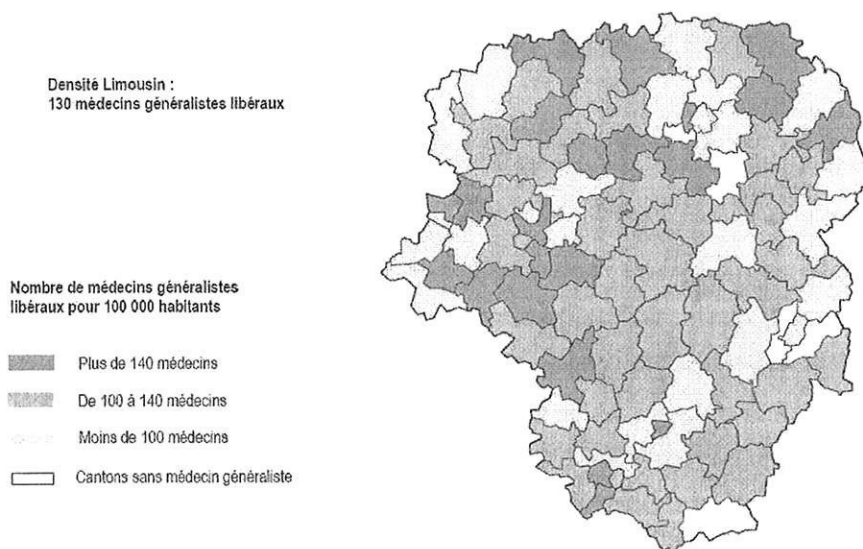 Densité Limousin :
130 médecins généralistes libéraux
Nombre de médecins généralistes
libéraux pour 100 000 habitants
Plus de 140 médecins
De 100 à 140 médecins
Moins de 100 médecins
Cantons sans médecin généraliste